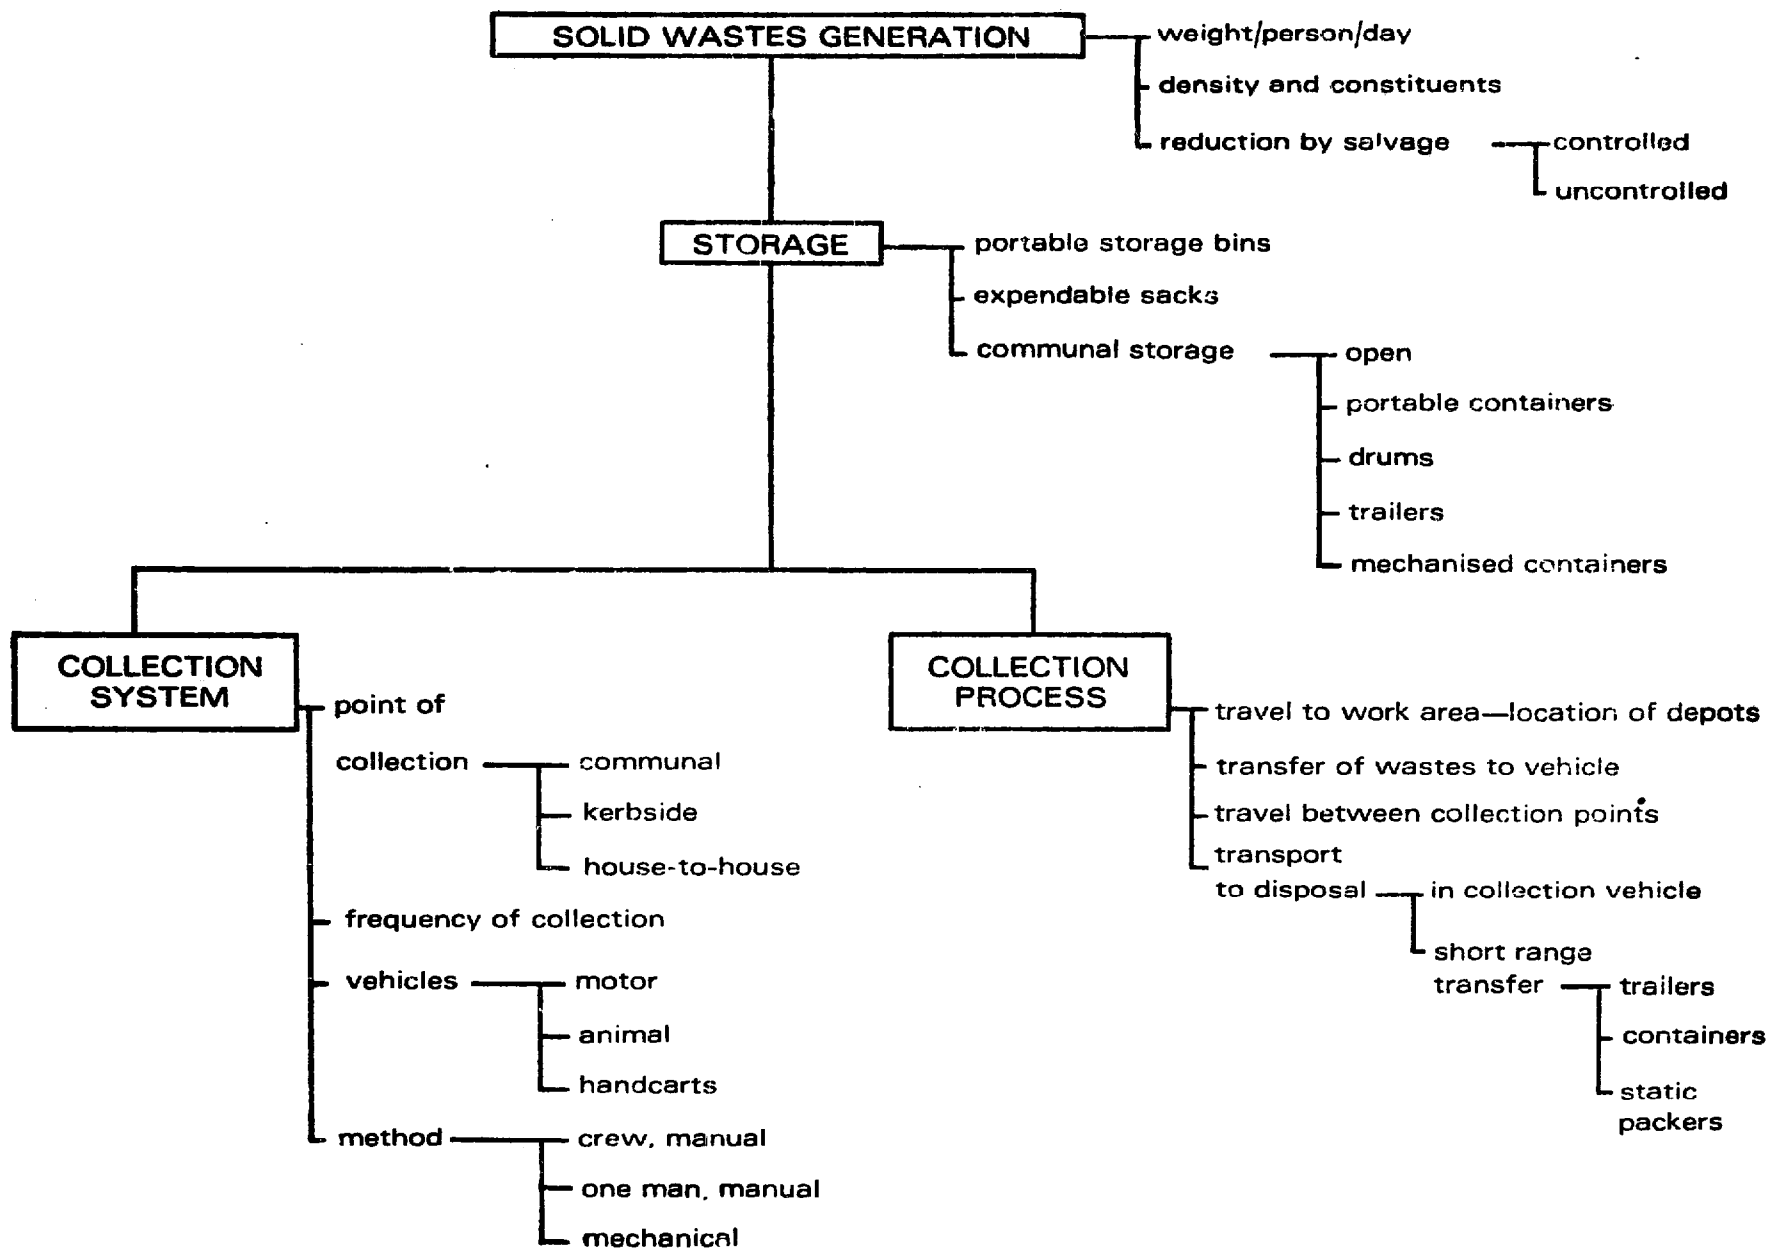 SOLID WASTES GENERATION
weight/person/day
density and constituents
reduction by salvage
controlled
uncontrolled
STORAGE
portable storage bins
expendable sacks
communal storage
open
portable containers
drums
trailers
mechanised containers
COLLECTION
SYSTEM
point of
collection
communal
kerbside
house-to-house
frequency of collection
vehicles
motor
animal
handcarts
method
crew, manual
one man, manual
mechanical
COLLECTION
PROCESS
travel to work area—location of depots
transfer of wastes to vehicle
travel between collection points
transport
to disposal
in collection vehicle
short range
transfer
trailers
containers
static
packers